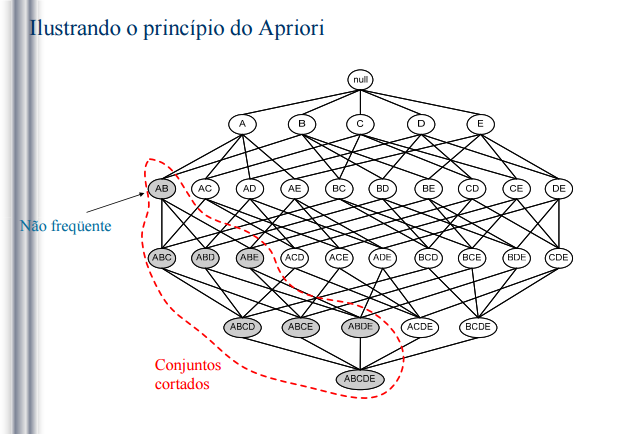 Ilustrando o princípio do Apriori
null
A B C D E
AB AC AD AE BC BD BE CD CE DE
Não freqüente
ABC ABD ABE ACD ACE ADE BCD BCE BDE CDE
ABCD ABCE ABDE ACDE BCDE
Conjuntos
cortados
ABCDE